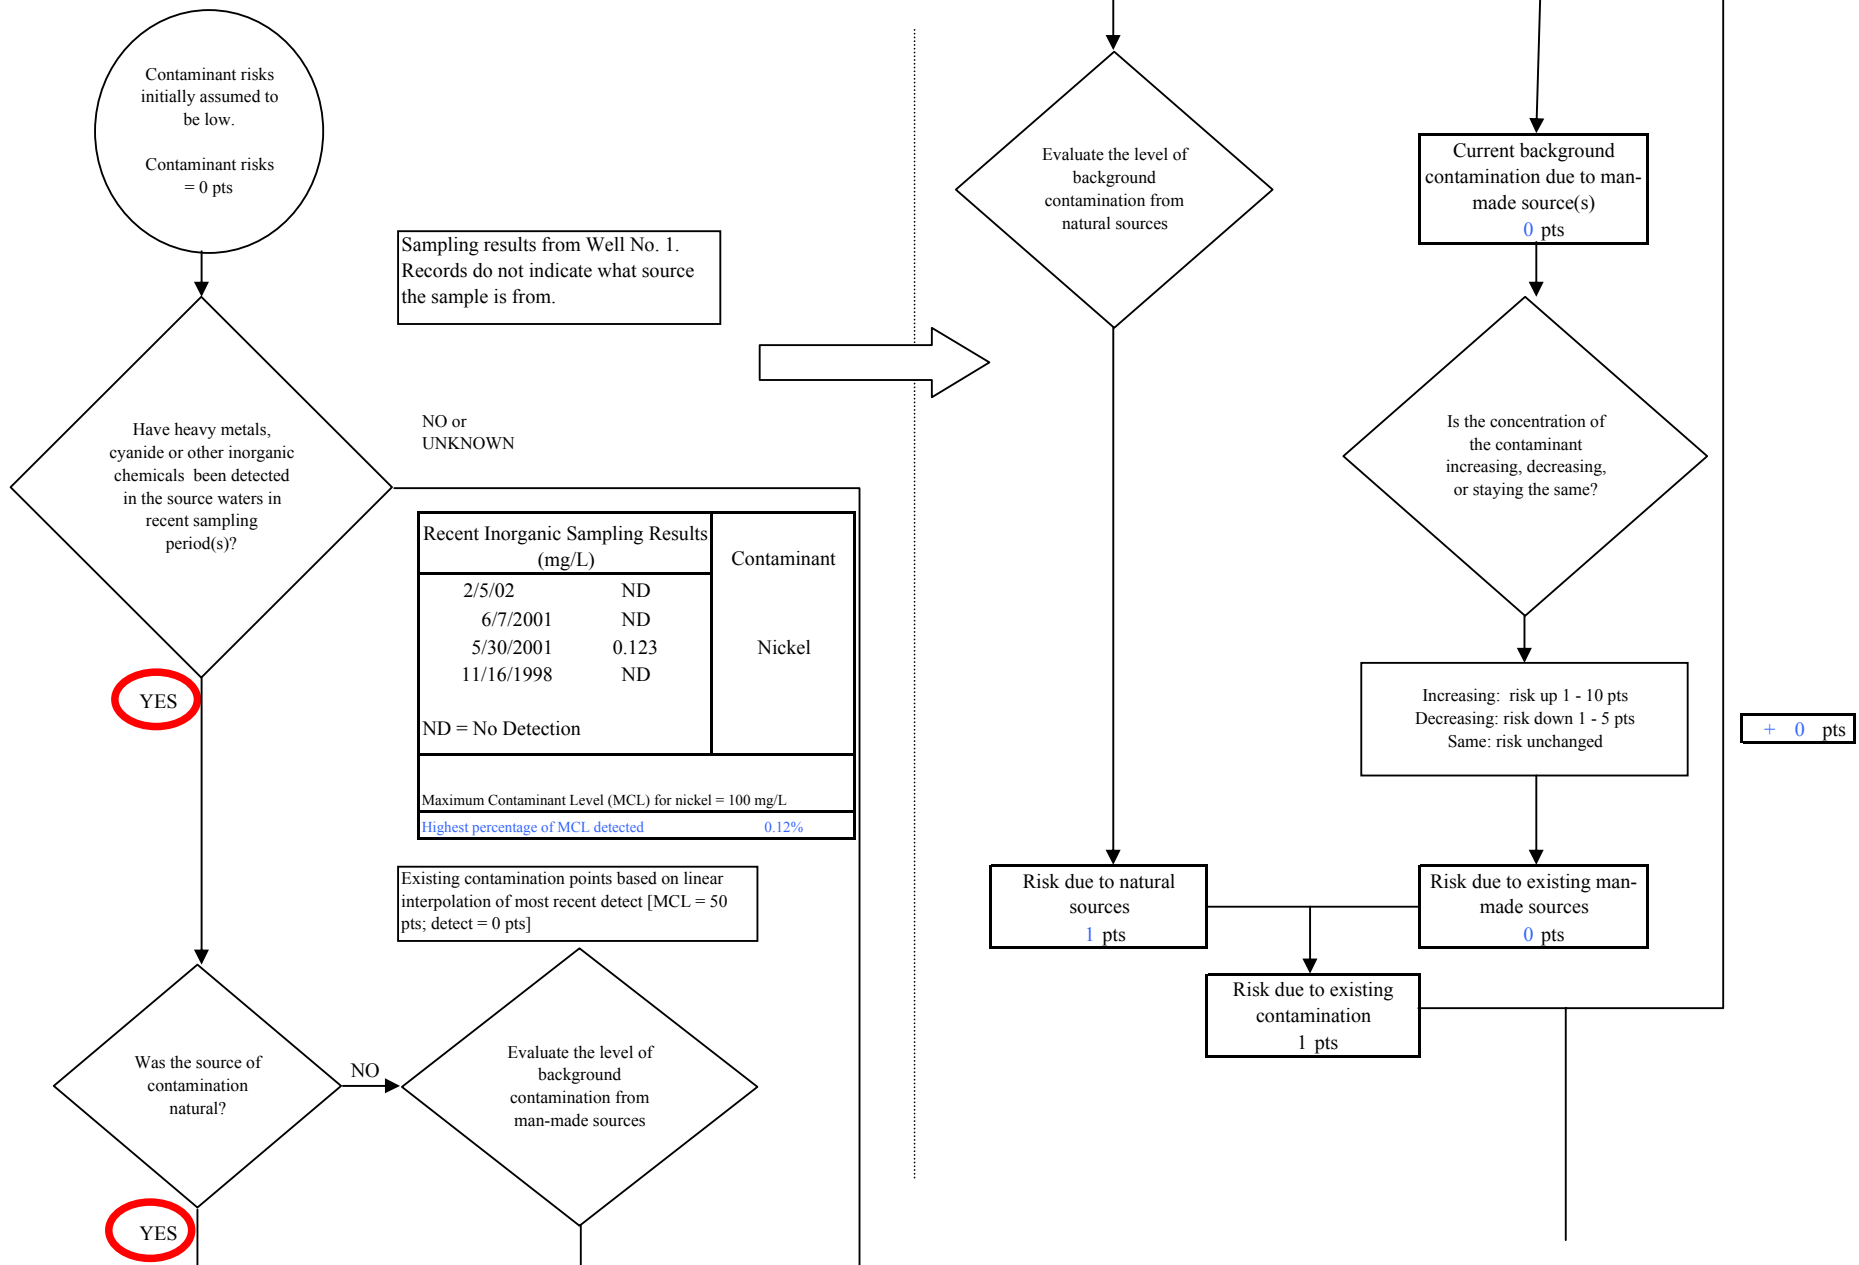 Contaminant risks
initially assumed to
be low.
Contaminant risks
= 0 pts
Sampling results from Well No. 1.
Records do not indicate what source
the sample is from.
Have heavy metals,
cyanide or other inorganic
chemicals been detected
in the source waters in
recent sampling
period(s)?
NO or
UNKNOWN
Recent Inorganic Sampling Results
(mg/L)
Contaminant
2/5/02 ND
6/7/2001 ND
5/30/2001 0.123 Nickel
11/16/1998 ND
ND = No Detection
Maximum Contaminant Level (MCL) for nickel = 100 mg/L
Highest percentage of MCL detected 0.12%
YES
Existing contamination points based on linear
interpolation of most recent detect [MCL = 50
pts; detect = 0 pts]
Was the source of
contamination
natural?
NO
Evaluate the level of
background
contamination from
man-made sources
YES
Evaluate the level of
background
contamination from
natural sources
Current background
contamination due to man-
made source(s)
0 pts
Is the concentration of
the contaminant
increasing, decreasing,
or staying the same?
Increasing: risk up 1 - 10 pts
Decreasing: risk down 1 - 5 pts
Same: risk unchanged
+ 0 pts
Risk due to natural
sources
1 pts
Risk due to existing man-
made sources
0 pts
Risk due to existing
contamination
1 pts